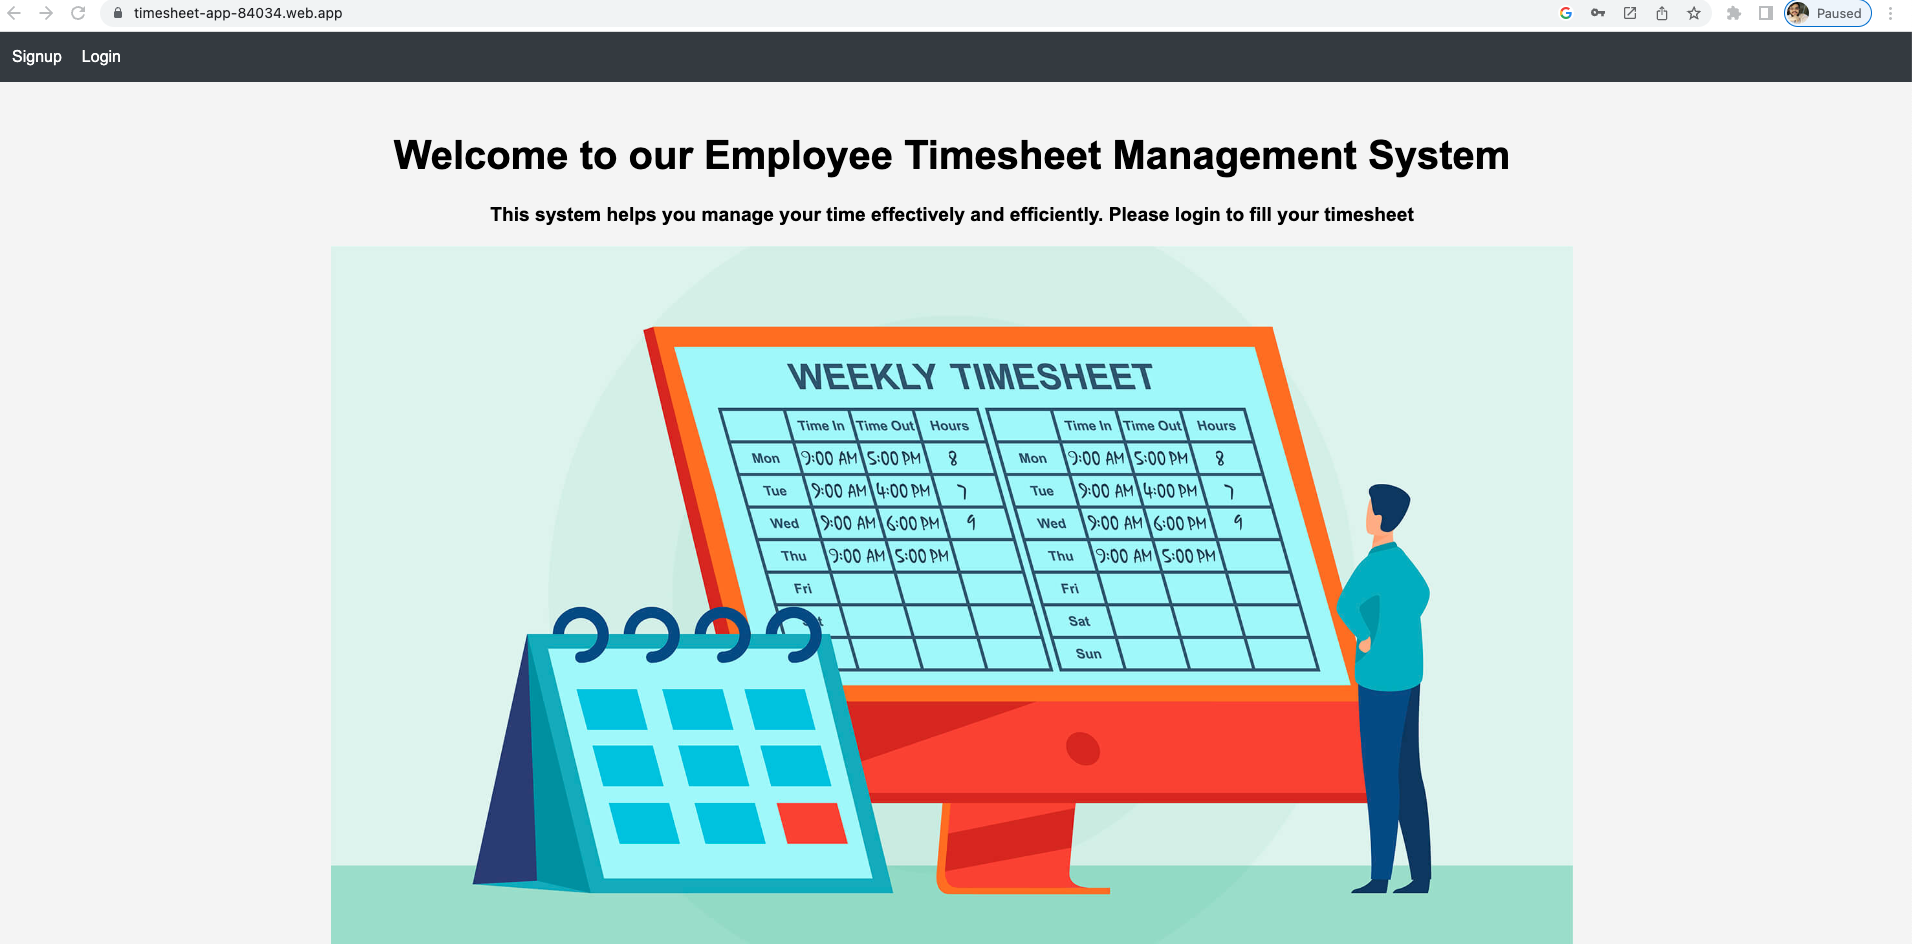 timesheet-app-84034.web.app
Paused
Signup Login
Welcome to our Employee Timesheet Management System
This system helps you manage your time effectively and efficiently. Please login to fill your timesheet
WEEKLY TIMESHEET
Time In Time Out Hours Time In Time Out Hours
Mon 9:00 AM 5:00 PM 8 Mon 9:00 AM 5:00 PM 8
Tue 9:00 AM 4:00 PM 7 Tue 9:00 AM 4:00 PM 7
Wed 9:00 AM 6:00 PM 9 Wed 9:00 AM 6:00 PM 9
Thu 9:00 AM 5:00 PM Thu 9:00 AM 5:00 PM
Fri Fri
Sat
Sun